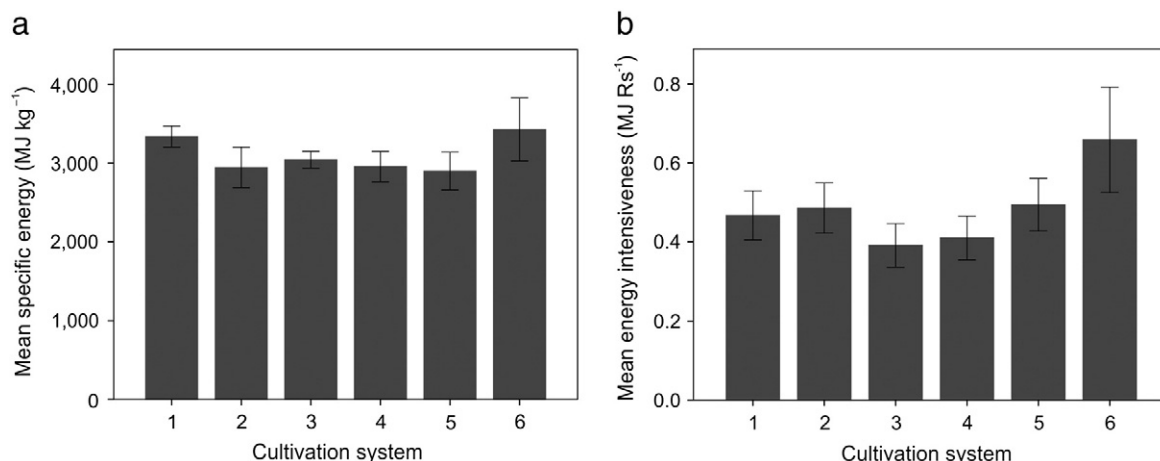 a
Mean specific energy (MJ kg⁻¹)
4,000
3,000
2,000
1,000
0
1 2 3 4 5 6
Cultivation system
b
Mean energy intensiveness (MJ Rs⁻¹)
0.8
0.6
0.4
0.2
0.0
1 2 3 4 5 6
Cultivation system